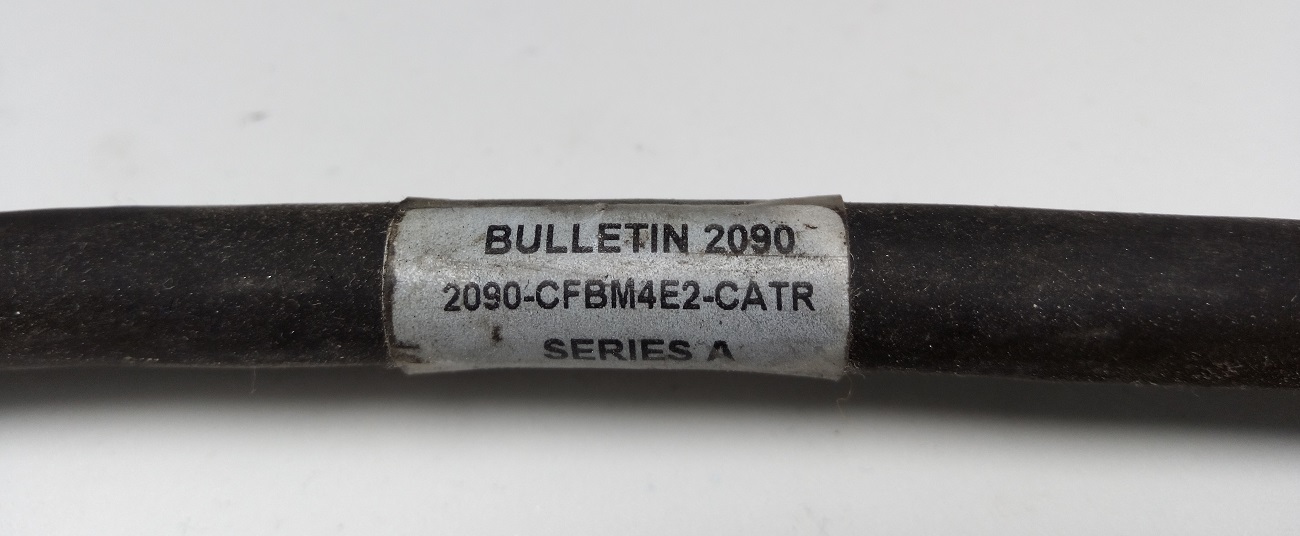 BULLETIN 2090
2090-CFBM4E2-CATR
SERIES A